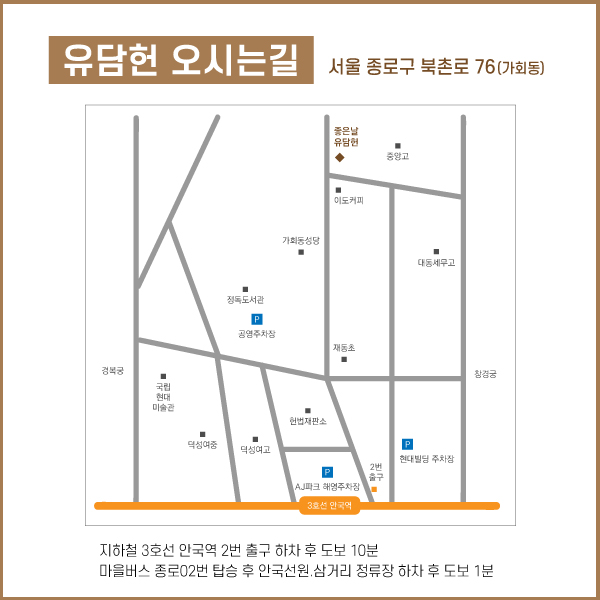 유담헌 오시는길
서울 종로구 북촌로 76(가회동)
좋은날
유담헌
중앙고
이도커피
가회동성당
대동세무고
정독도서관
P
공영주차장
재동초
경복궁
창경궁
국립
현대
미술관
헌법재판소
덕성여중
덕성여고
P
현대빌딩 주차장
2번
출구
P
AJ파크 해영주차장
3호선 안국역
지하철 3호선 안국역 2번 출구 하차 후 도보 10분
마을버스 종로02번 탑승 후 안국선원.삼거리 정류장 하차 후 도보 1분